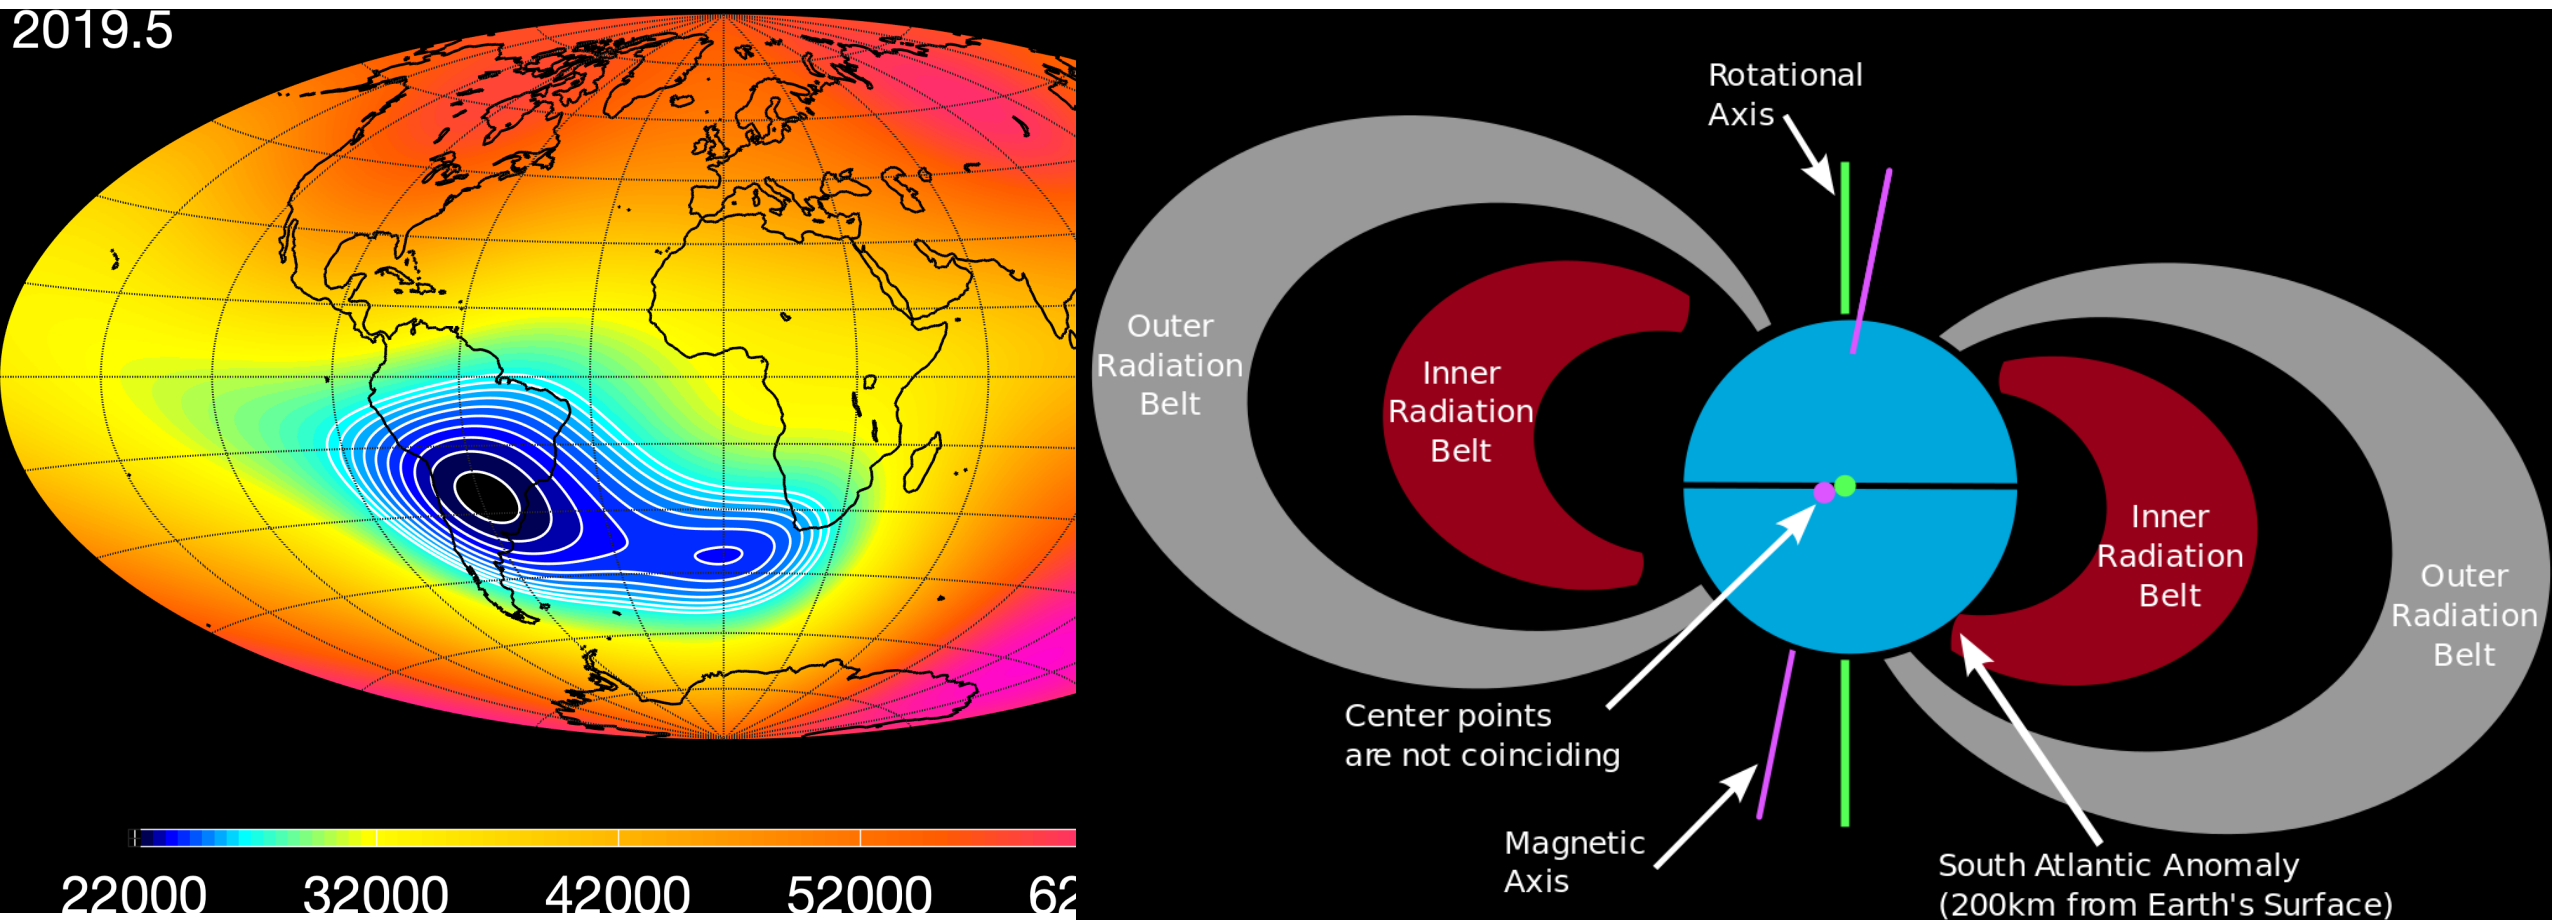 2019.5
22000 32000 42000 52000 62
Rotational
Axis
Outer
Radiation
Belt
Inner
Radiation
Belt
Inner
Radiation
Belt
Outer
Radiation
Belt
Center points
are not coinciding
Magnetic
Axis
South Atlantic Anomaly
(200km from Earth's Surface)